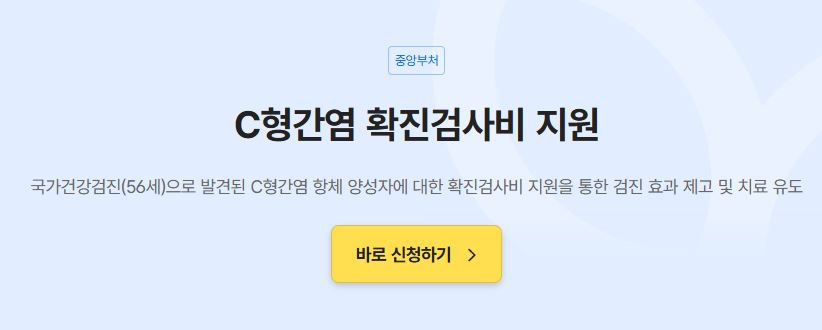 중앙부처
C형간염 확진검사비 지원
국가건강검진(56세)으로 발견된 C형간염 항체 양성자에 대한 확진검사비 지원을 통한 검진 효과 제고 및 치료 유도
바로 신청하기